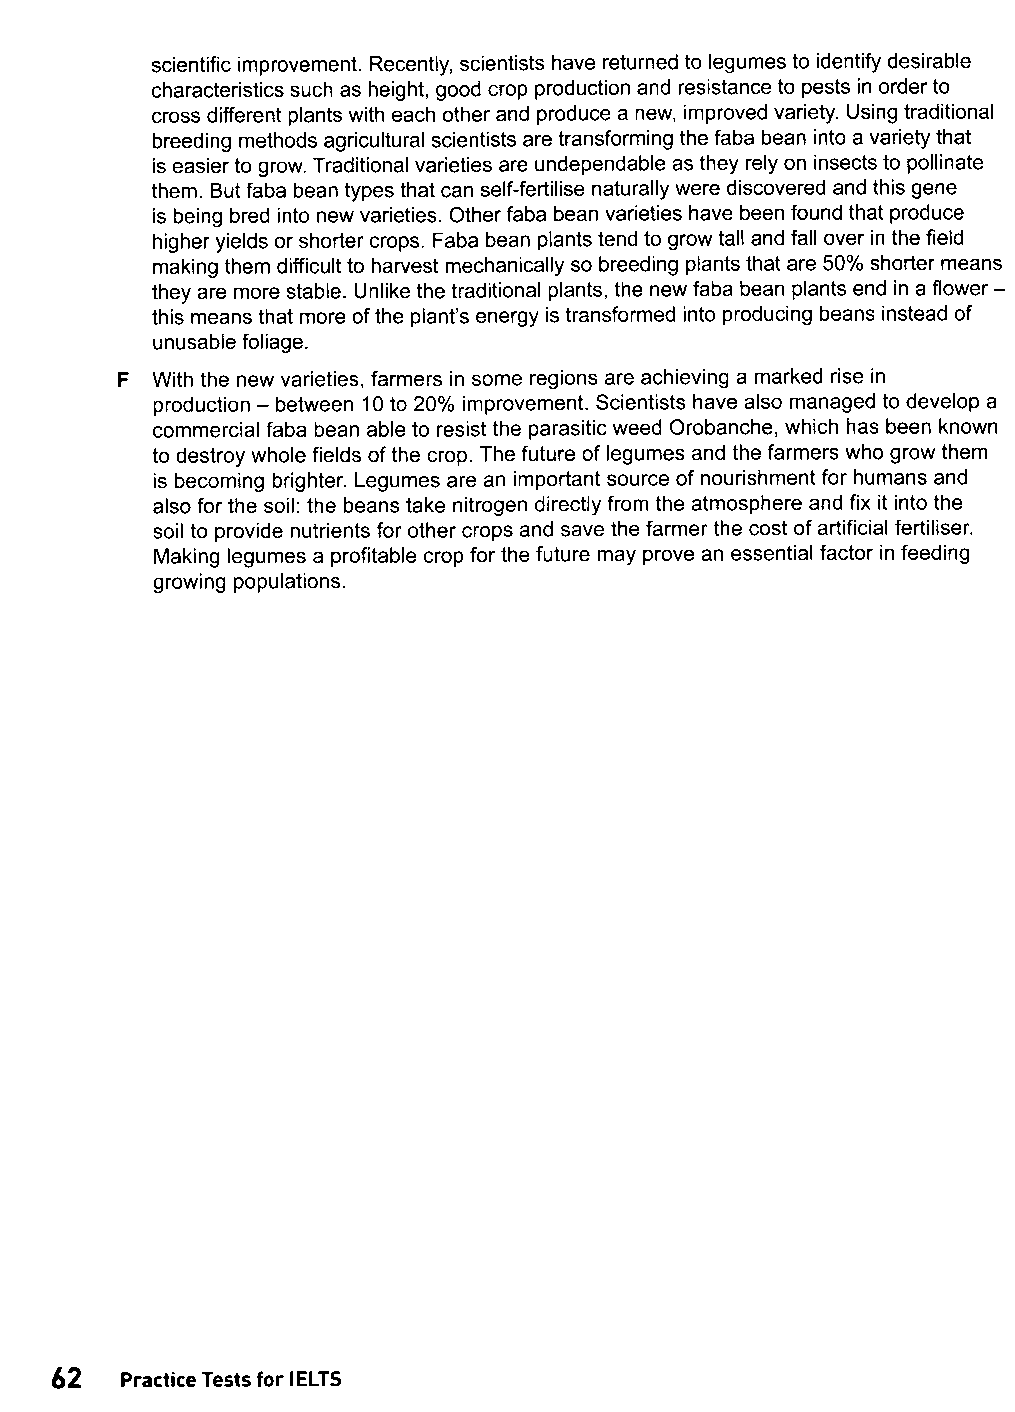 scientific improvement. Recently, scientists have returned to legumes to identify desirable
characteristics such as height, good crop production and resistance to pests in order to
cross different plants with each other and produce a new, improved variety. Using traditional
breeding methods agricultural scientists are transforming the faba bean into a variety that
is easier to grow. Traditional varieties are undependable as they rely on insects to pollinate
them. But faba bean types that can self-fertilise naturally were discovered and this gene
is being bred into new varieties. Other faba bean varieties have been found that produce
higher yields or shorter crops. Faba bean plants tend to grow tall and fall over in the field
making them difficult to harvest mechanically so breeding plants that are 50% shorter means
they are more stable. Unlike the traditional plants, the new faba bean plants end in a flower –
this means that more of the plant's energy is transformed into producing beans instead of
unusable foliage.
F With the new varieties, farmers in some regions are achieving a marked rise in
production – between 10 to 20% improvement. Scientists have also managed to develop a
commercial faba bean able to resist the parasitic weed Orobanche, which has been known
to destroy whole fields of the crop. The future of legumes and the farmers who grow them
is becoming brighter. Legumes are an important source of nourishment for humans and
also for the soil: the beans take nitrogen directly from the atmosphere and fix it into the
soil to provide nutrients for other crops and save the farmer the cost of artificial fertiliser.
Making legumes a profitable crop for the future may prove an essential factor in feeding
growing populations.
62 Practice Tests for IELTS